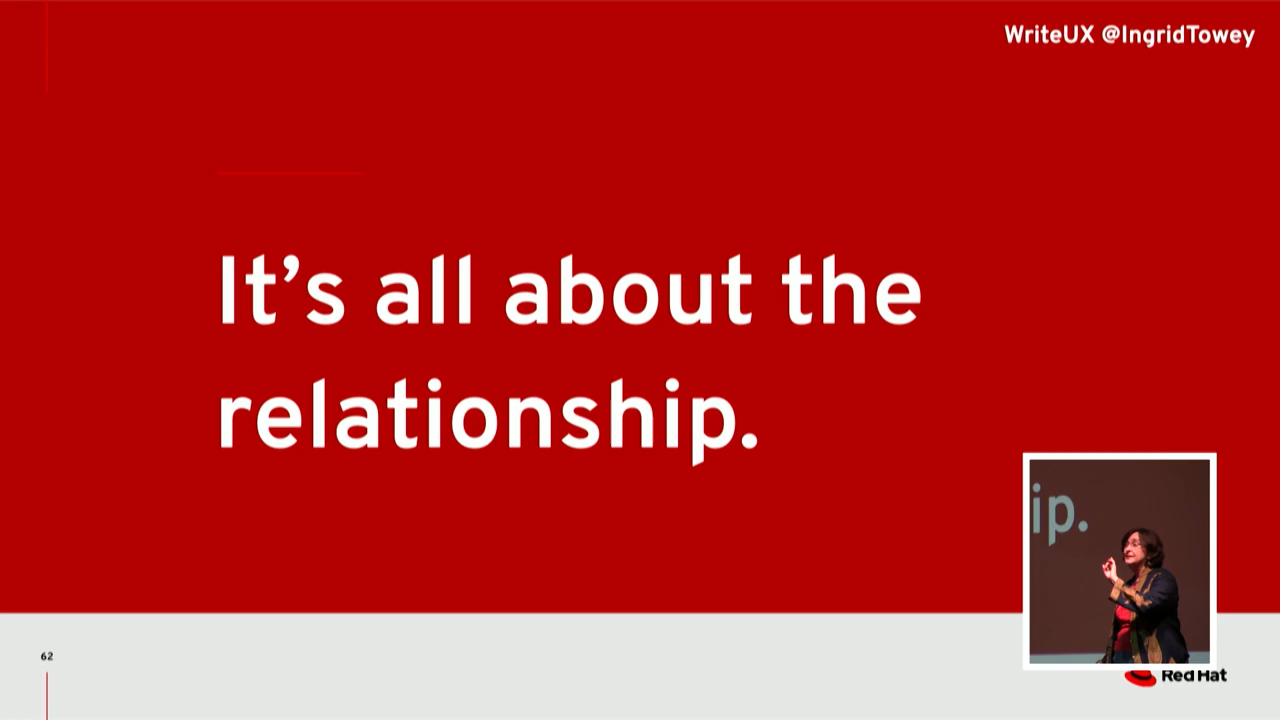 WriteUX @IngridTowey
It’s all about the
relationship.
ip.
62
Red Hat